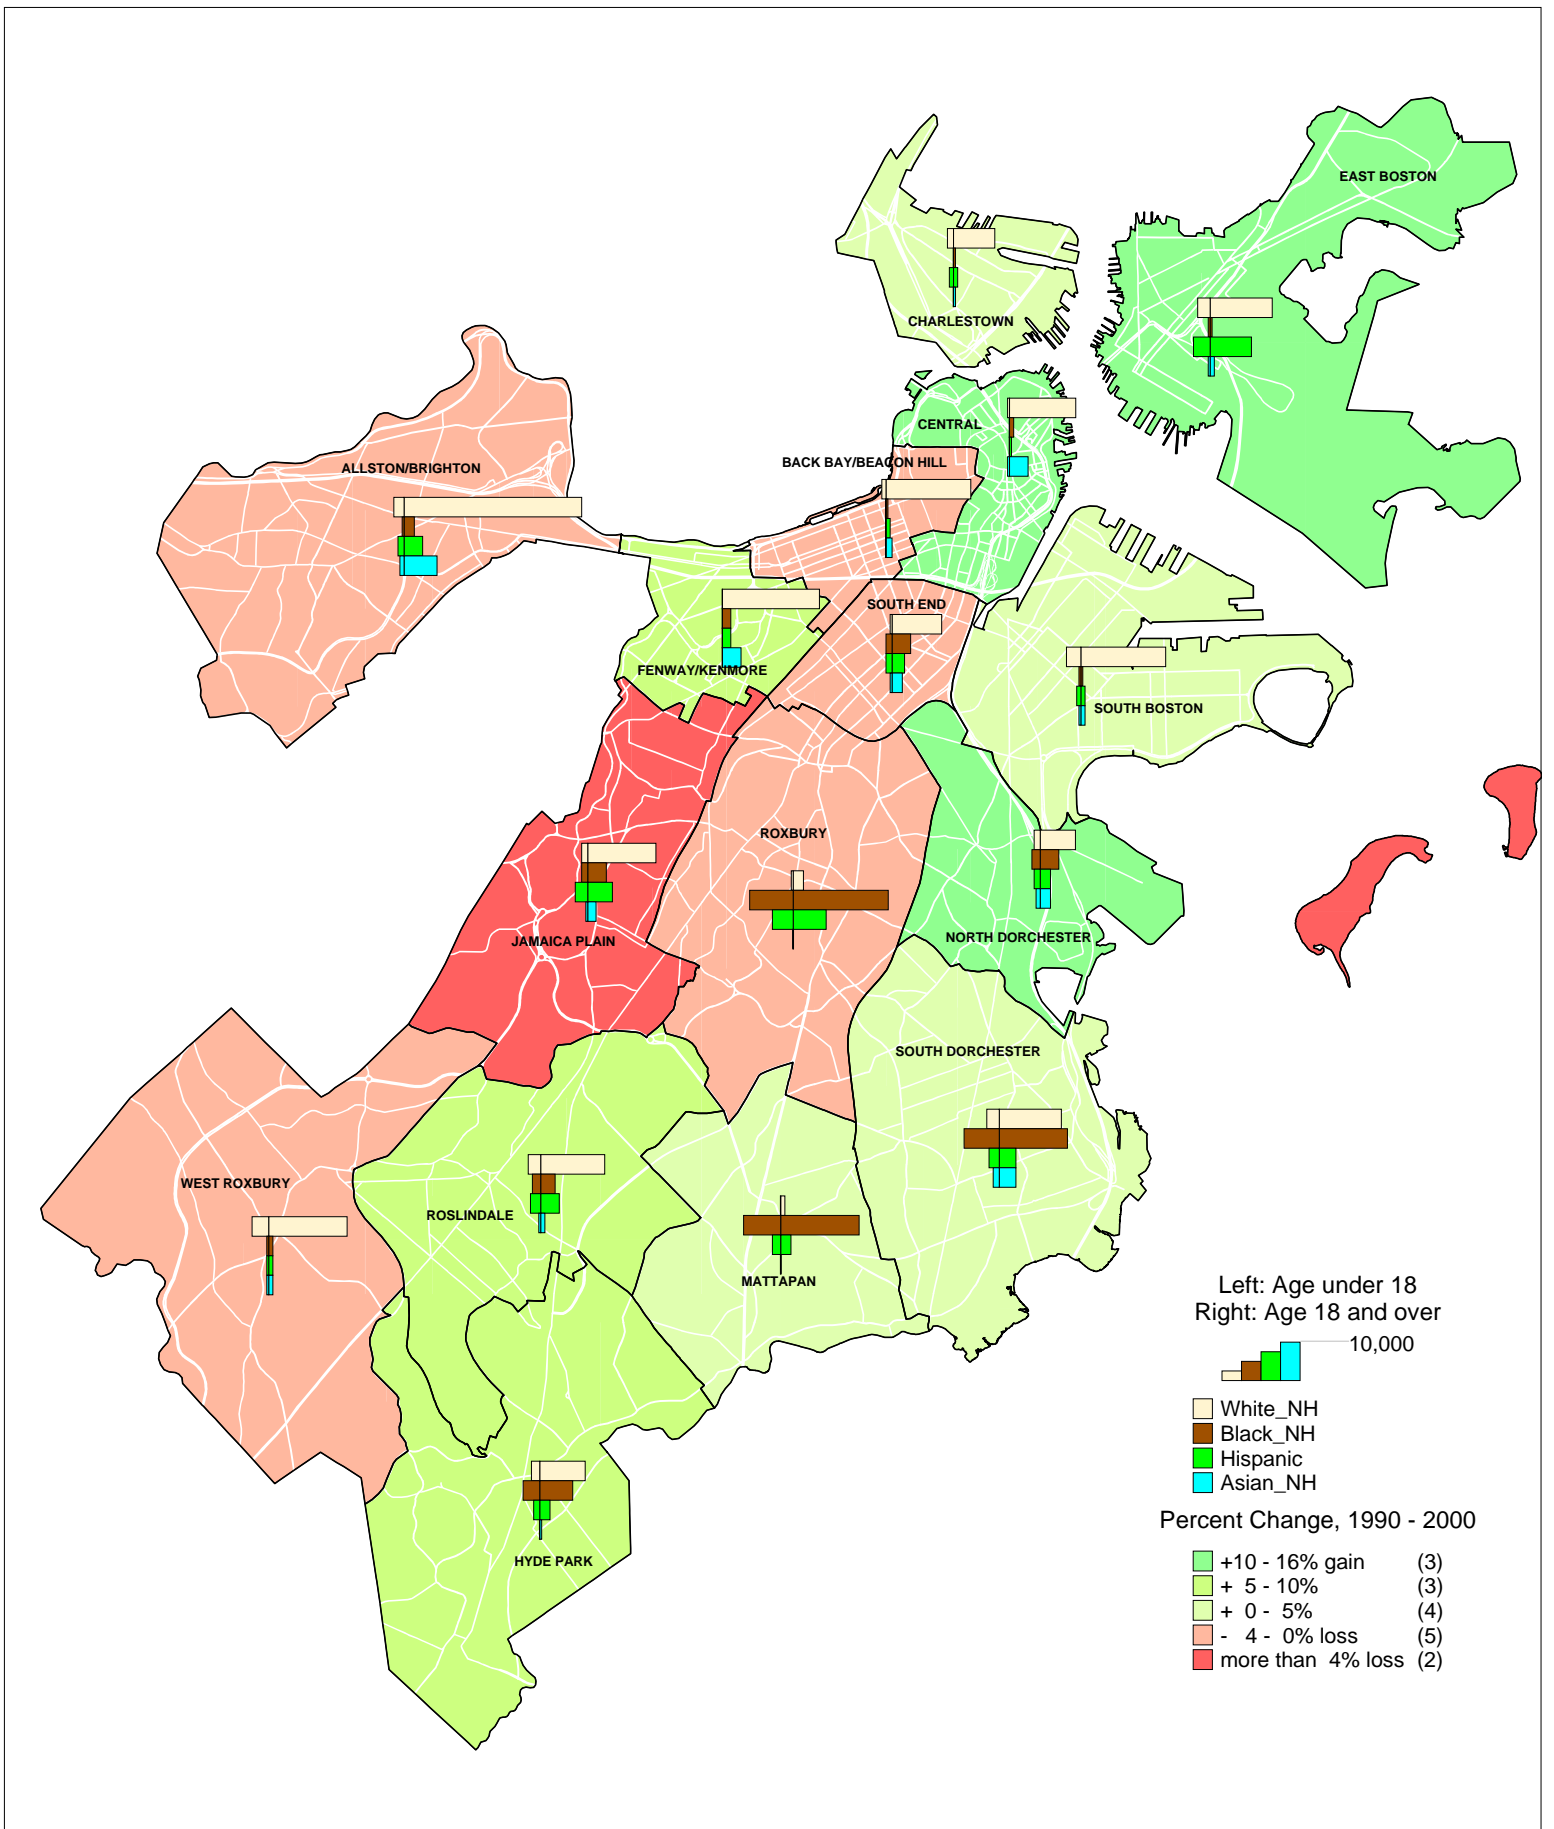 EAST BOSTON
CHARLESTOWN
CENTRAL
BACK BAY/BEACON HILL
ALLSTON/BRIGHTON
SOUTH END
FENWAY/KENMORE
SOUTH BOSTON
ROXBURY
JAMAICA PLAIN
NORTH DORCHESTER
SOUTH DORCHESTER
WEST ROXBURY
ROSLINDALE
MATTAPAN
HYDE PARK
Left: Age under 18
Right: Age 18 and over
10,000
White_NH
Black_NH
Hispanic
Asian_NH
Percent Change, 1990 - 2000
+10 - 16% gain (3)
+ 5 - 10% (3)
+ 0 - 5% (4)
- 4 - 0% loss (5)
more than 4% loss (2)